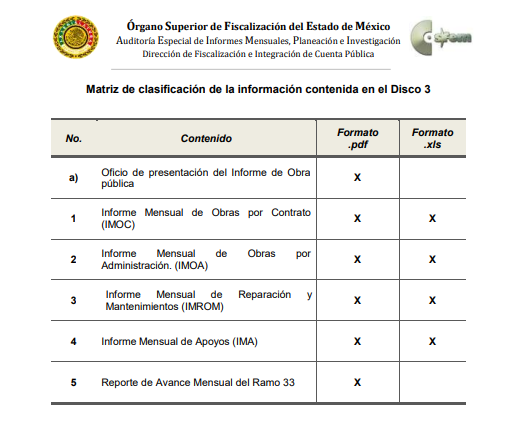 Órgano Superior de Fiscalización del Estado de México
Auditoría Especial de Informes Mensuales, Planeación e Investigación
Dirección de Fiscalización e Integración de Cuenta Pública
osfem
Matriz de clasificación de la información contenida en el Disco 3
No. Contenido Formato .pdf Formato .xls
a) Oficio de presentación del Informe de Obra
pública X
1 Informe Mensual de Obras por Contrato
(IMOC) X X
2 Informe Mensual de Obras por
Administración. (IMOA) X X
3 Informe Mensual de Reparación y
Mantenimientos (IMROM) X X
4 Informe Mensual de Apoyos (IMA) X X
5 Reporte de Avance Mensual del Ramo 33 X